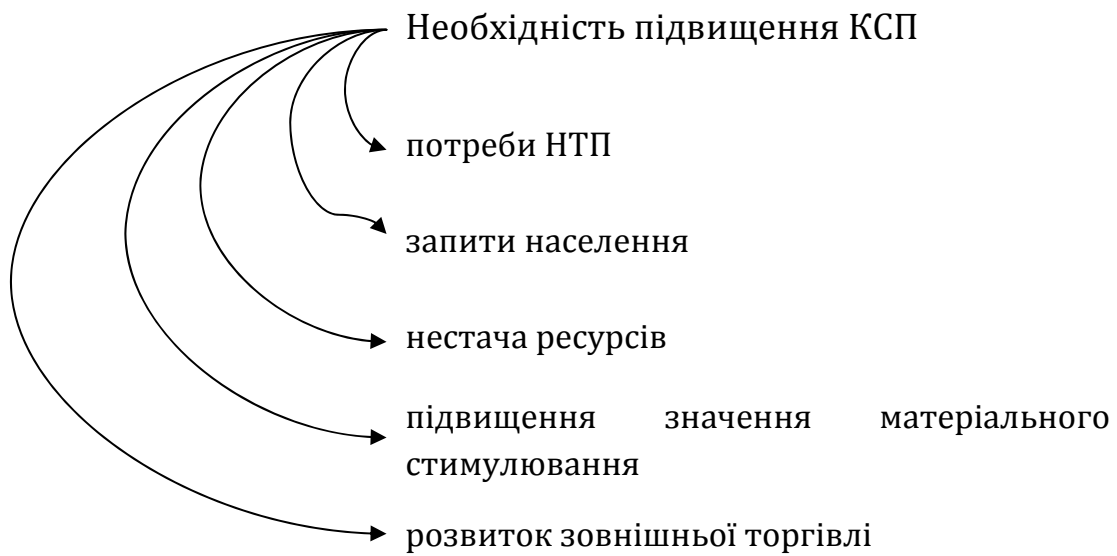 Необхідність підвищення КСП
потреби НТП
запити населення
нестача ресурсів
підвищення значення матеріального
стимулювання
розвиток зовнішньої торгівлі